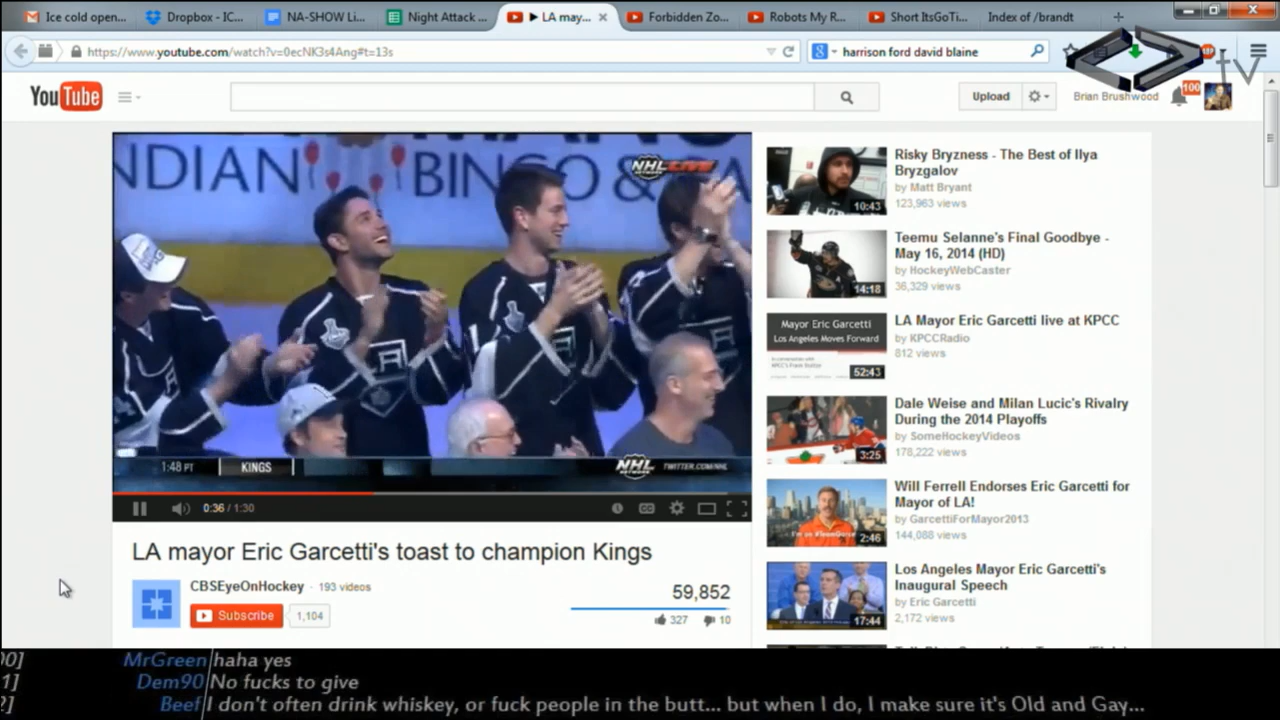 Ice cold open...
Dropbox - IC...
NA-SHOW Li...
Night Attack ...
▶ LA may...
Forbidden Zo...
Robots My R...
Short ItsGoTi...
Index of /brandt
https://www.youtube.com/watch?v=0ecNK3s4Ang#t=13s
harrison ford david blaine
tv
YouTube
Upload
Brian Brushwood
100
NDIAN
BINGO & CA
NHL LIVE
NETWORK
1:48 PT
KINGS
NHL
NETWORK
TWITTER.COM/NHL
0:36 / 1:30
CC
LA mayor Eric Garcetti's toast to champion Kings
CBSEyeOnHockey · 193 videos
Subscribe
1,104
59,852
327
10
Risky Bryzness - The Best of Ilya
Bryzgalov
by Matt Bryant
123,963 views
10:43
Teemu Selanne's Final Goodbye -
May 16, 2014 (HD)
by HockeyWebCaster
36,329 views
14:18
LA Mayor Eric Garcetti live at KPCC
by KPCCRadio
812 views
Mayor Eric Garcetti
Los Angeles Moves Forward
52:43
Dale Weise and Milan Lucic's Rivalry
During the 2014 Playoffs
by SomeHockeyVideos
178,222 views
3:25
Will Ferrell Endorses Eric Garcetti for
Mayor of LA!
by GarcettiForMayor2013
144,088 views
2:46
Los Angeles Mayor Eric Garcetti's
Inaugural Speech
by Eric Garcetti
2,172 views
17:44
00] MrGreen haha yes
1] Dem90 No fucks to give
2] Beef I don't often drink whiskey, or fuck people in the butt... but when I do, I make sure it's Old and Gay...